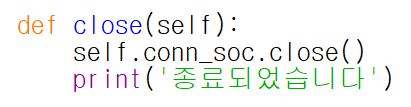 def close(self):
    self.conn_soc.close()
    print('종료되었습니다')